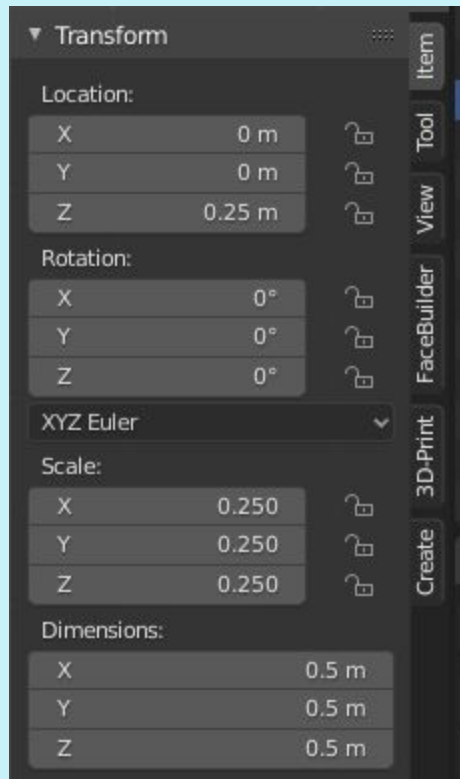 Transform
Location:
X 0 m
Y 0 m
Z 0.25 m
Rotation:
X 0°
Y 0°
Z 0°
XYZ Euler
Scale:
X 0.250
Y 0.250
Z 0.250
Dimensions:
X 0.5 m
Y 0.5 m
Z 0.5 m
Item
Tool
View
FaceBuilder
3D-Print
Create